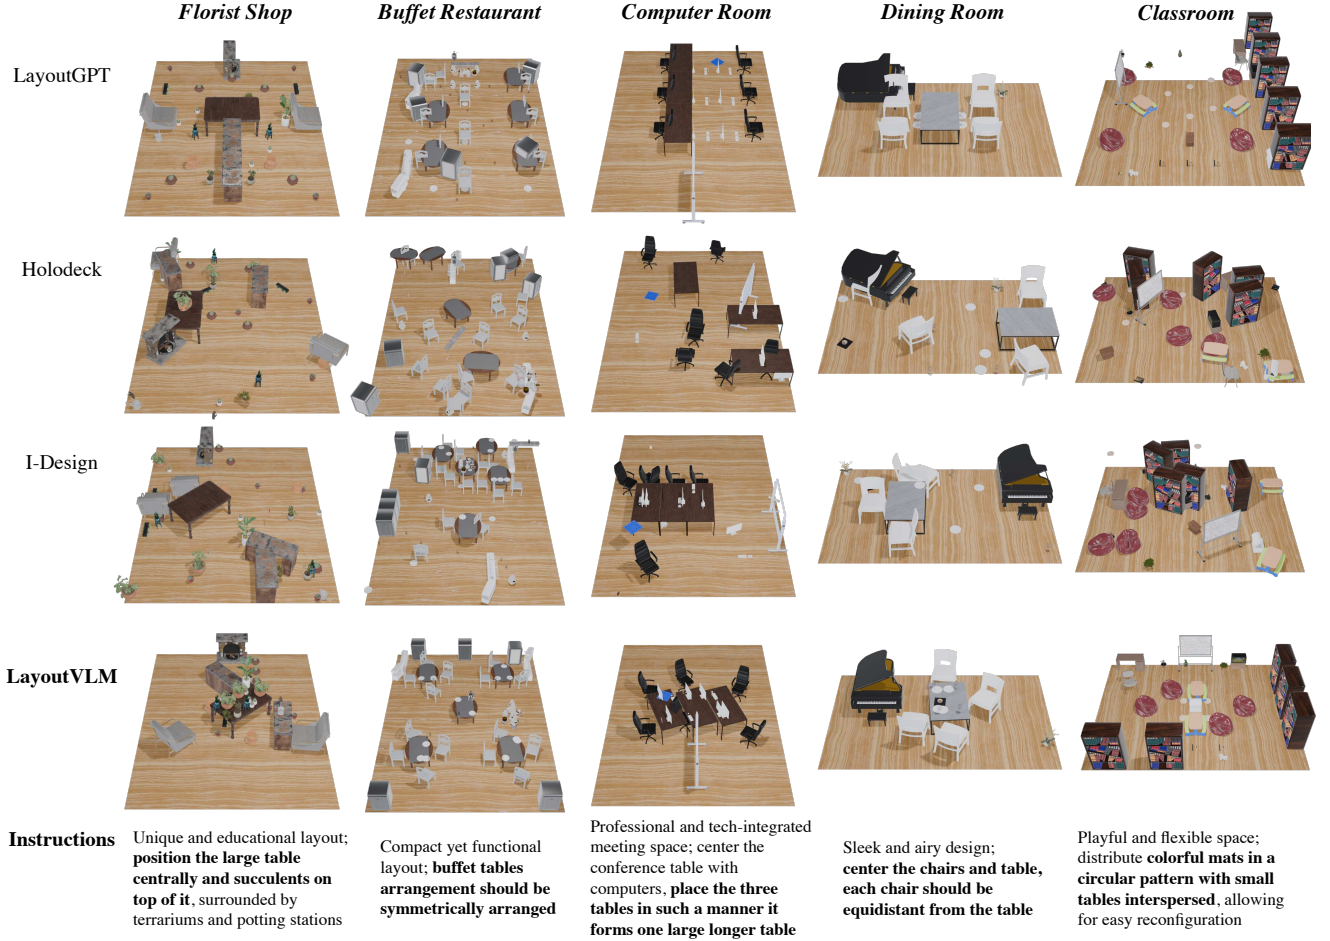 Florist Shop
Buffet Restaurant
Computer Room
Dining Room
Classroom
LayoutGPT
Holodeck
I-Design
LayoutVLM
Instructions
Unique and educational layout;
position the large table
centrally and succulents on
top of it, surrounded by
terrariums and potting stations
Compact yet functional
layout; buffet tables
arrangement should be
symmetrically arranged
Professional and tech-integrated
meeting space; center the
conference table with
computers, place the three
tables in such a manner it
forms one large longer table
Sleek and airy design;
center the chairs and table,
each chair should be
equidistant from the table
Playful and flexible space;
distribute colorful mats in a
circular pattern with small
tables interspersed, allowing
for easy reconfiguration